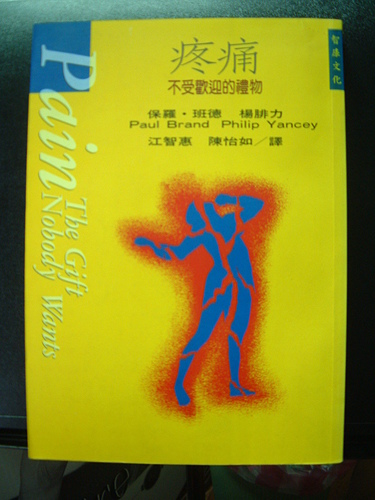 智庫文化
疼痛
不受歡迎的禮物
保羅・班德 楊腓力
Paul Brand Philip Yancey
江智惠 陳怡如／譯
Pain
The Gift
Nobody Wants